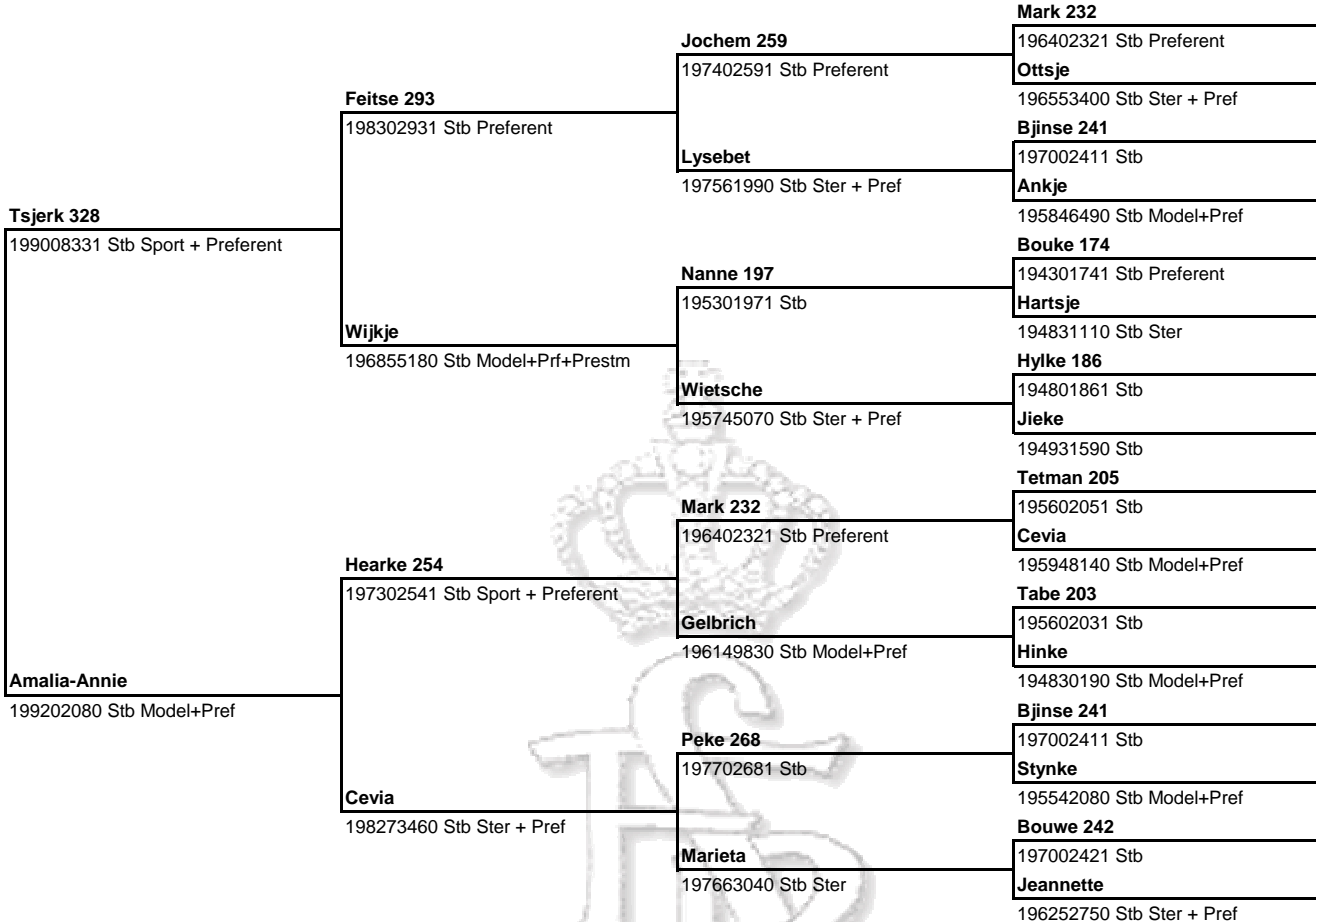 Mark 232
Jochem 259
196402321 Stb Preferent
197402591 Stb Preferent
Ottsje
Feitse 293
196553400 Stb Ster + Pref
198302931 Stb Preferent
Bjinse 241
Lysebet
197002411 Stb
197561990 Stb Ster + Pref
Ankje
Tsjerk 328
195846490 Stb Model+Pref
199008331 Stb Sport + Preferent
Bouke 174
Nanne 197
194301741 Stb Preferent
195301971 Stb
Hartsje
Wijkje
194831110 Stb Ster
196855180 Stb Model+Prf+Prestm
Hylke 186
Wietsche
194801861 Stb
195745070 Stb Ster + Pref
Jieke
194931590 Stb
Tetman 205
Mark 232
195602051 Stb
196402321 Stb Preferent
Cevia
Hearke 254
195948140 Stb Model+Pref
197302541 Stb Sport + Preferent
Tabe 203
Gelbrich
195602031 Stb
196149830 Stb Model+Pref
Hinke
Amalia-Annie
194830190 Stb Model+Pref
199202080 Stb Model+Pref
Bjinse 241
Peke 268
197002411 Stb
197702681 Stb
Stynke
Cevia
195542080 Stb Model+Pref
198273460 Stb Ster + Pref
Bouwe 242
Marieta
197002421 Stb
197663040 Stb Ster
Jeannette
196252750 Stb Ster + Pref